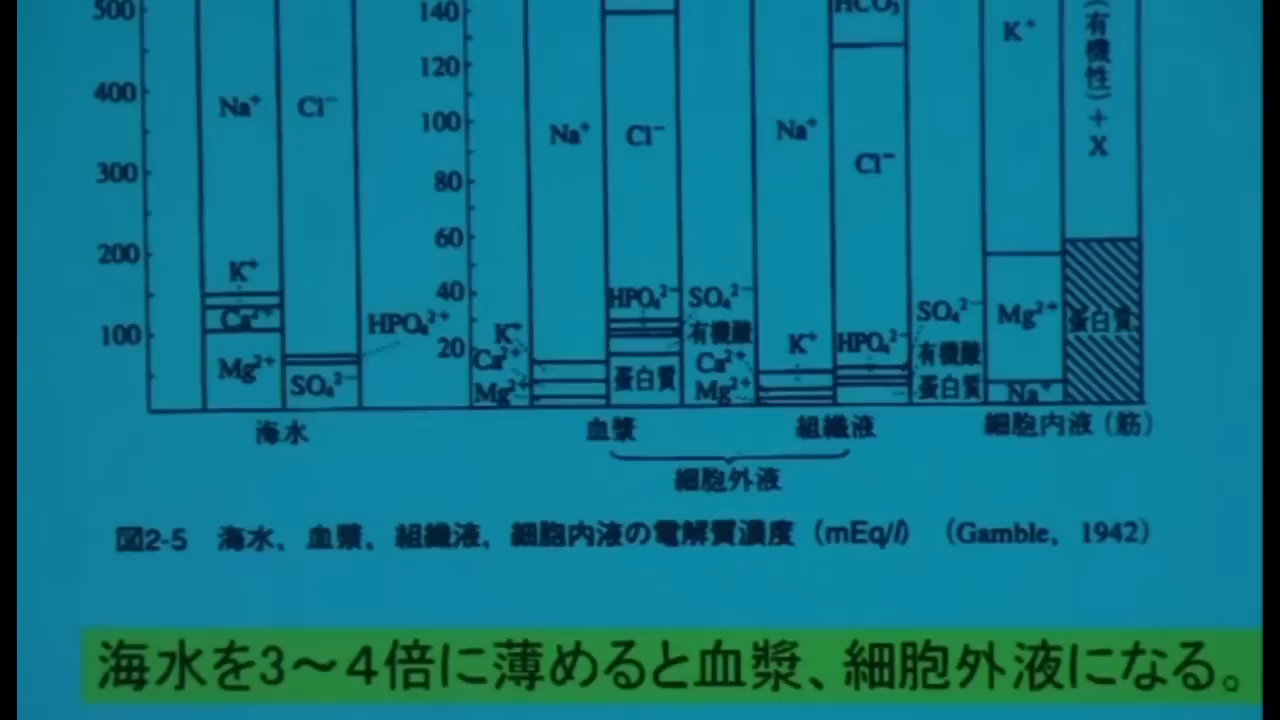 500
400
300
200
100
Na⁺
Cl⁻
K⁺
Ca²⁺
Mg²⁺
SO₄²⁻
HPO₄²⁺
海水
140
120
100
80
60
40
20
Na⁺
Cl⁻
K⁺
Ca²⁺
Mg²⁺
HPO₄²⁻
SO₄²⁻
有機酸
蛋白質
血漿
HCO₃
Na⁺
Cl⁻
K⁺
Ca²⁺
Mg²⁺
HPO₄²⁻
SO₄²⁻
有機酸
蛋白質
組織液
細胞外液
K⁺
Mg²⁺
Na⁺
(有機性)+X
蛋白質
細胞内液(筋)
図2-5 海水, 血漿, 組織液, 細胞内液の電解質濃度 (mEq/l) (Gamble, 1942)
海水を3~4倍に薄めると血漿、細胞外液になる。